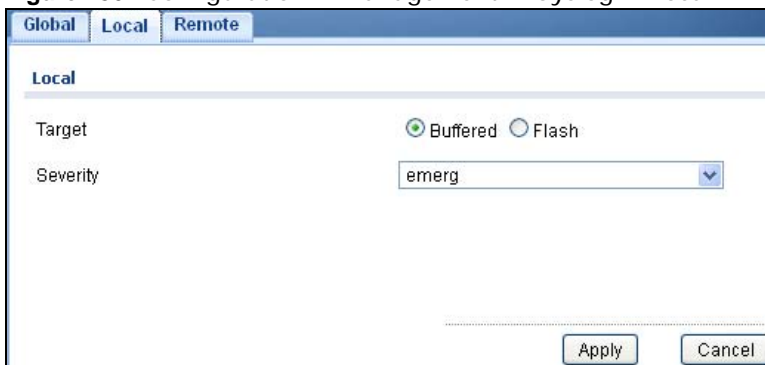 Global Local Remote
Local
Target Buffered Flash
Severity emerg
Apply Cancel